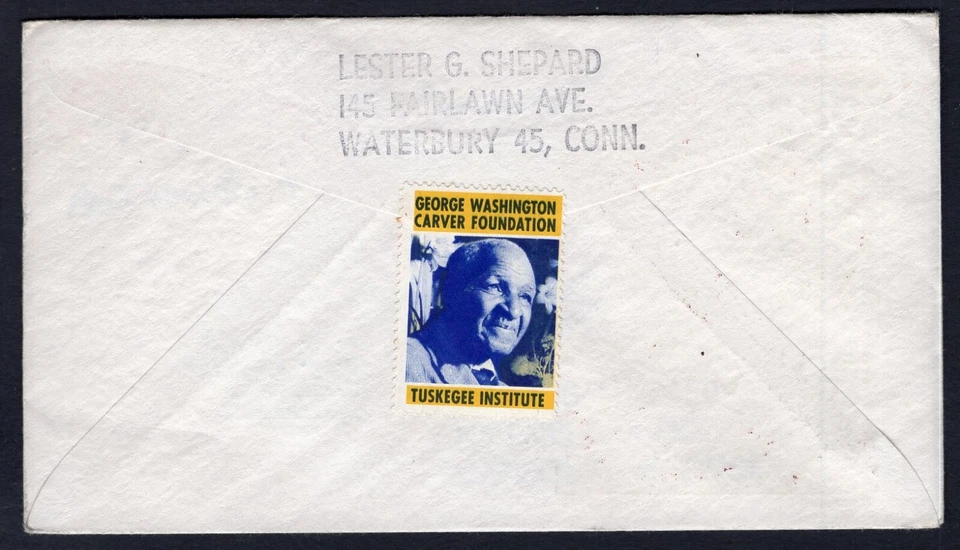 LESTER G. SHEPARD
145 FAIRLAWN AVE.
WATERBURY 45, CONN.
GEORGE WASHINGTON
CARVER FOUNDATION
TUSKEGEE INSTITUTE